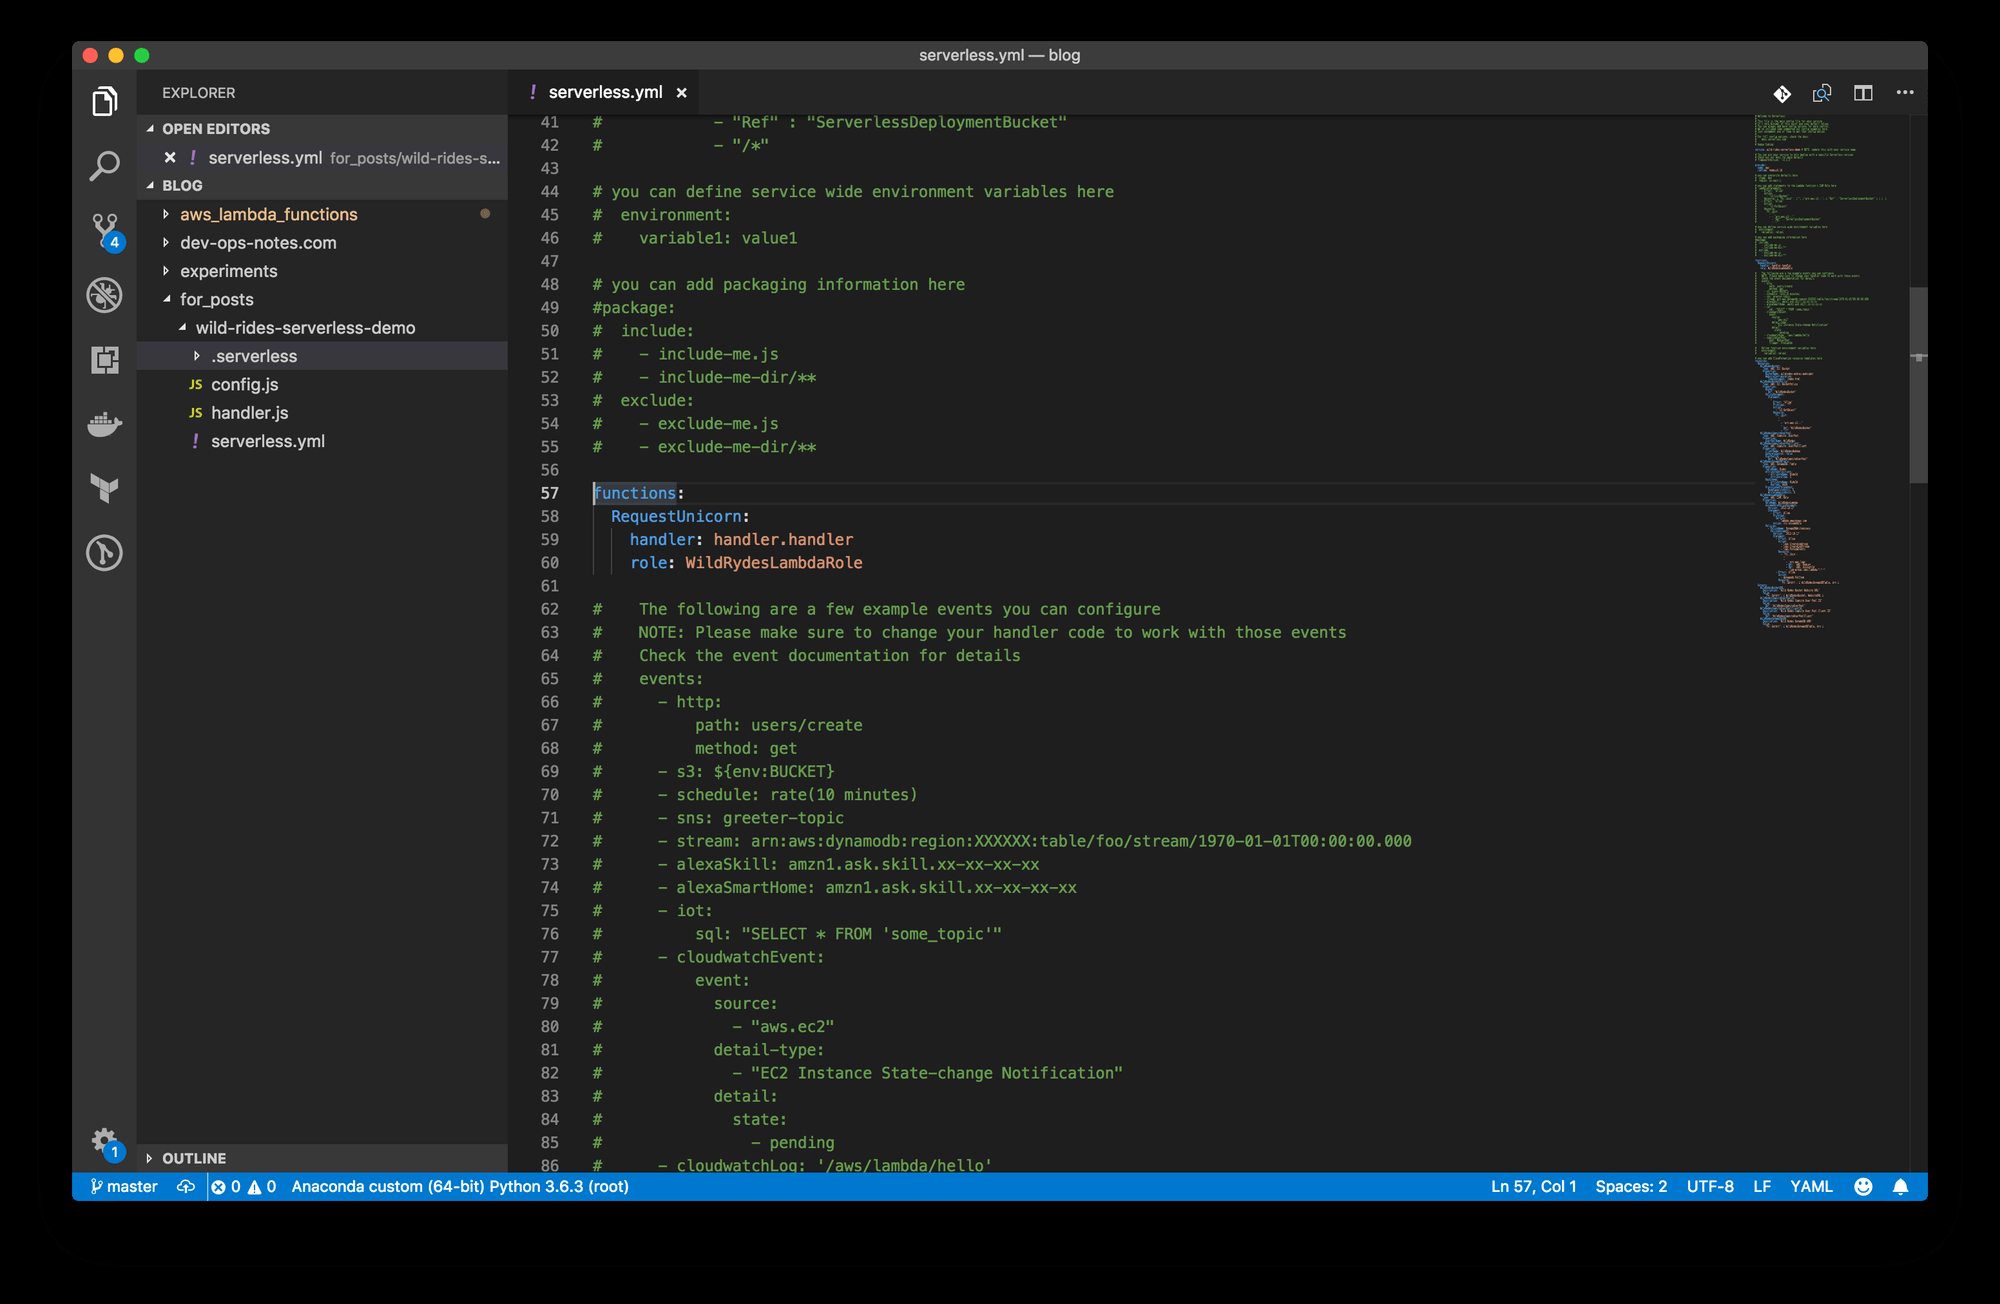 serverless.yml — blog
EXPLORER
OPEN EDITORS
serverless.yml for_posts/wild-rides-s...
BLOG
aws_lambda_functions
dev-ops-notes.com
experiments
for_posts
wild-rides-serverless-demo
.serverless
JS config.js
JS handler.js
! serverless.yml
OUTLINE
4
1
! serverless.yml
41 #            - "Ref" : "ServerlessDeploymentBucket"
42 #            - "/*"
43
44 # you can define service wide environment variables here
45 #  environment:
46 #    variable1: value1
47
48 # you can add packaging information here
49 #package:
50 #  include:
51 #    - include-me.js
52 #    - include-me-dir/**
53 #  exclude:
54 #    - exclude-me.js
55 #    - exclude-me-dir/**
56
57 functions:
58   RequestUnicorn:
59     handler: handler.handler
60     role: WildRydesLambdaRole
61
62 #    The following are a few example events you can configure
63 #    NOTE: Please make sure to change your handler code to work with those events
64 #    Check the event documentation for details
65 #    events:
66 #      - http:
67 #          path: users/create
68 #          method: get
69 #      - s3: ${env:BUCKET}
70 #      - schedule: rate(10 minutes)
71 #      - sns: greeter-topic
72 #      - stream: arn:aws:dynamodb:region:XXXXXX:table/foo/stream/1970-01-01T00:00:00.000
73 #      - alexaSkill: amzn1.ask.skill.xx-xx-xx-xx
74 #      - alexaSmartHome: amzn1.ask.skill.xx-xx-xx-xx
75 #      - iot:
76 #          sql: "SELECT * FROM 'some_topic'"
77 #      - cloudwatchEvent:
78 #          event:
79 #            source:
80 #              - "aws.ec2"
81 #            detail-type:
82 #              - "EC2 Instance State-change Notification"
83 #            detail:
84 #              state:
85 #                - pending
86 #      - cloudwatchLog: '/aws/lambda/hello'
master 0 0 Anaconda custom (64-bit) Python 3.6.3 (root) Ln 57, Col 1 Spaces: 2 UTF-8 LF YAML